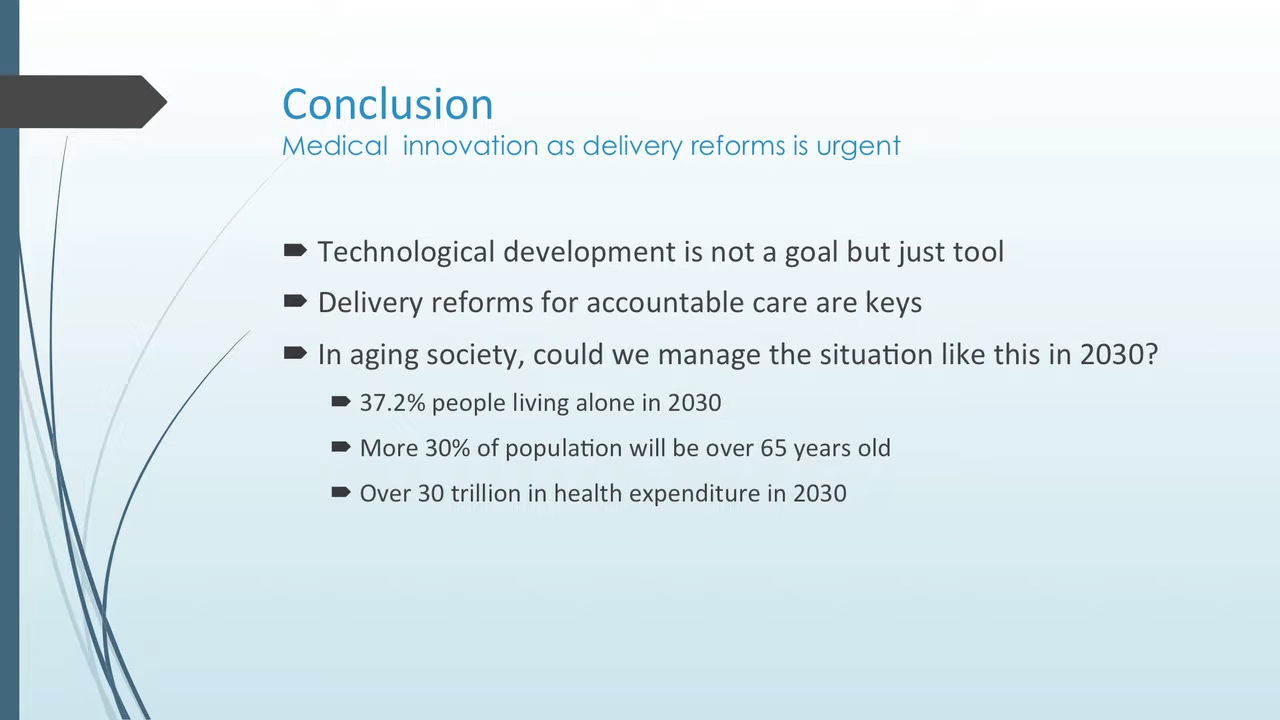 Conclusion
Medical innovation as delivery reforms is urgent
Technological development is not a goal but just tool
Delivery reforms for accountable care are keys
In aging society, could we manage the situation like this in 2030?
37.2% people living alone in 2030
More 30% of population will be over 65 years old
Over 30 trillion in health expenditure in 2030